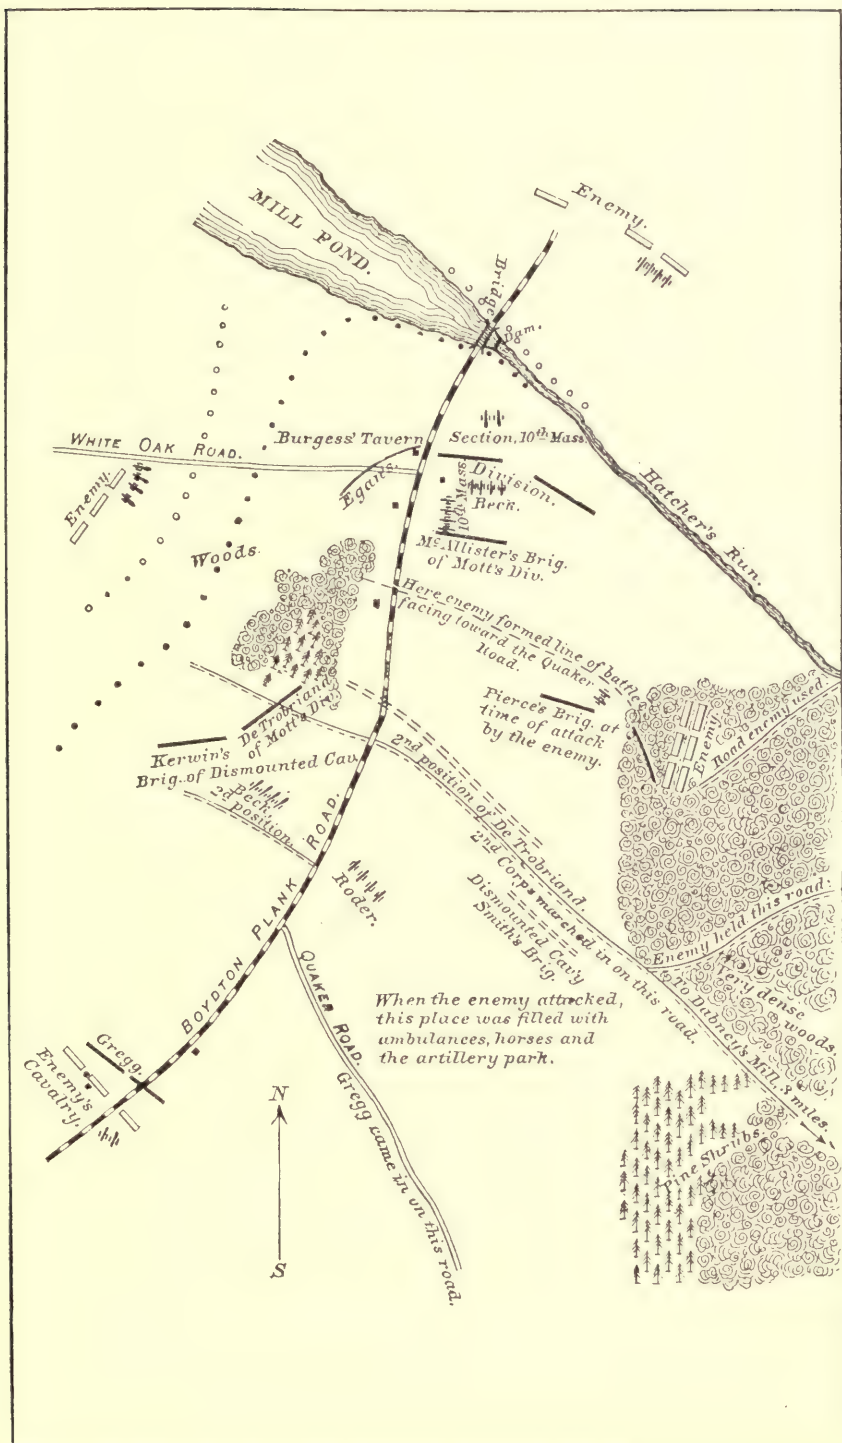 Enemy.
MILL POND.
Bridge
Dam.
WHITE OAK ROAD.
Burgess' Tavern
Section, 10th Mass.
Enemy.
Egan's
Division.
Beck.
10th Mass.
Hatcher's Run.
Woods.
McAllister's Brig.
of Mott's Div.
Here enemy formed line of battle
facing toward the Quaker
Road.
De Trobriand
of Mott's Div.
Pierce's Brig. at
time of attack
by the enemy.
Enemy
Road enemy used
Kerwin's
Brig. of Dismounted Cav.
Beck,
2d position
2nd position of De Trobriand.
2nd Corps marched in on this road.
Roder.
Dismounted Cav'y
Smith's Brig.
Enemy held this road.
Very dense
woods.
To Dabney's Mill, 3 miles.
BOYDTON PLANK ROAD.
QUAKER ROAD.
Gregg came in on this road.
When the enemy attacked,
this place was filled with
ambulances, horses and
the artillery park.
Gregg.
Enemy's
Cavalry.
Pine Shrubs.
N
S